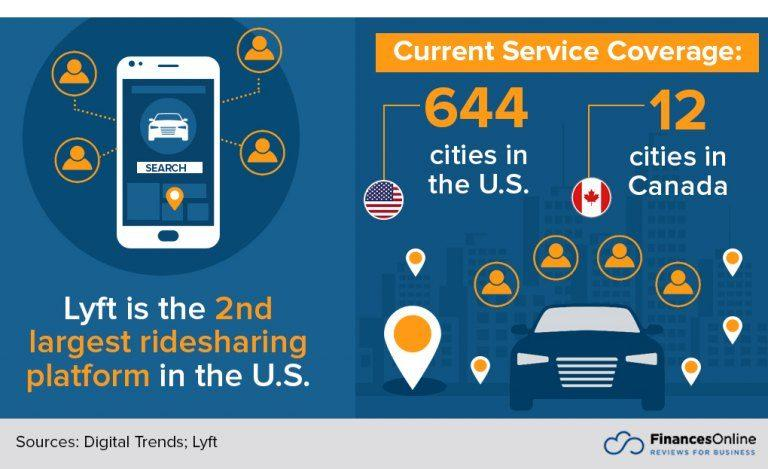 SEARCH
Lyft is the 2nd
largest ridesharing
platform in the U.S.
Current Service Coverage:
644
cities in
the U.S.
12
cities in
Canada
Sources: Digital Trends; Lyft
FinancesOnline
REVIEWS FOR BUSINESS